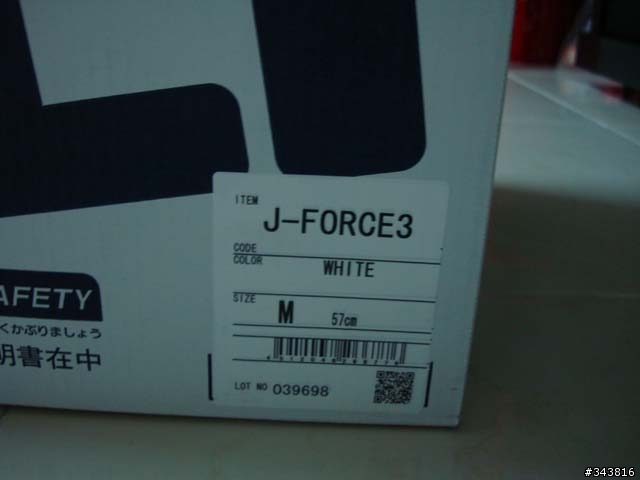 ITEM
J-FORCE3
CODE
COLOR WHITE
SIZE M 57cm
LOT NO 039698
AFETY
くかぶりましょう
明書在中
#343816